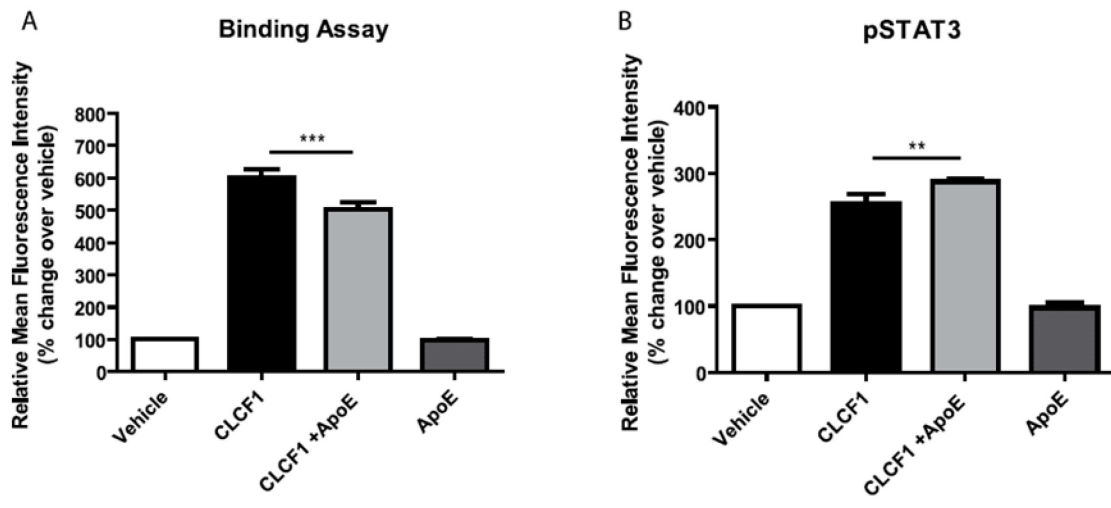 A
Binding Assay
Relative Mean Fluorescence Intensity
(% change over vehicle)
800
700
600
500
400
300
200
100
0
***
Vehicle
CLCF1
CLCF1 +ApoE
ApoE
B
pSTAT3
Relative Mean Fluorescence Intensity
(% change over vehicle)
400
300
200
100
0
**
Vehicle
CLCF1
CLCF1 +ApoE
ApoE